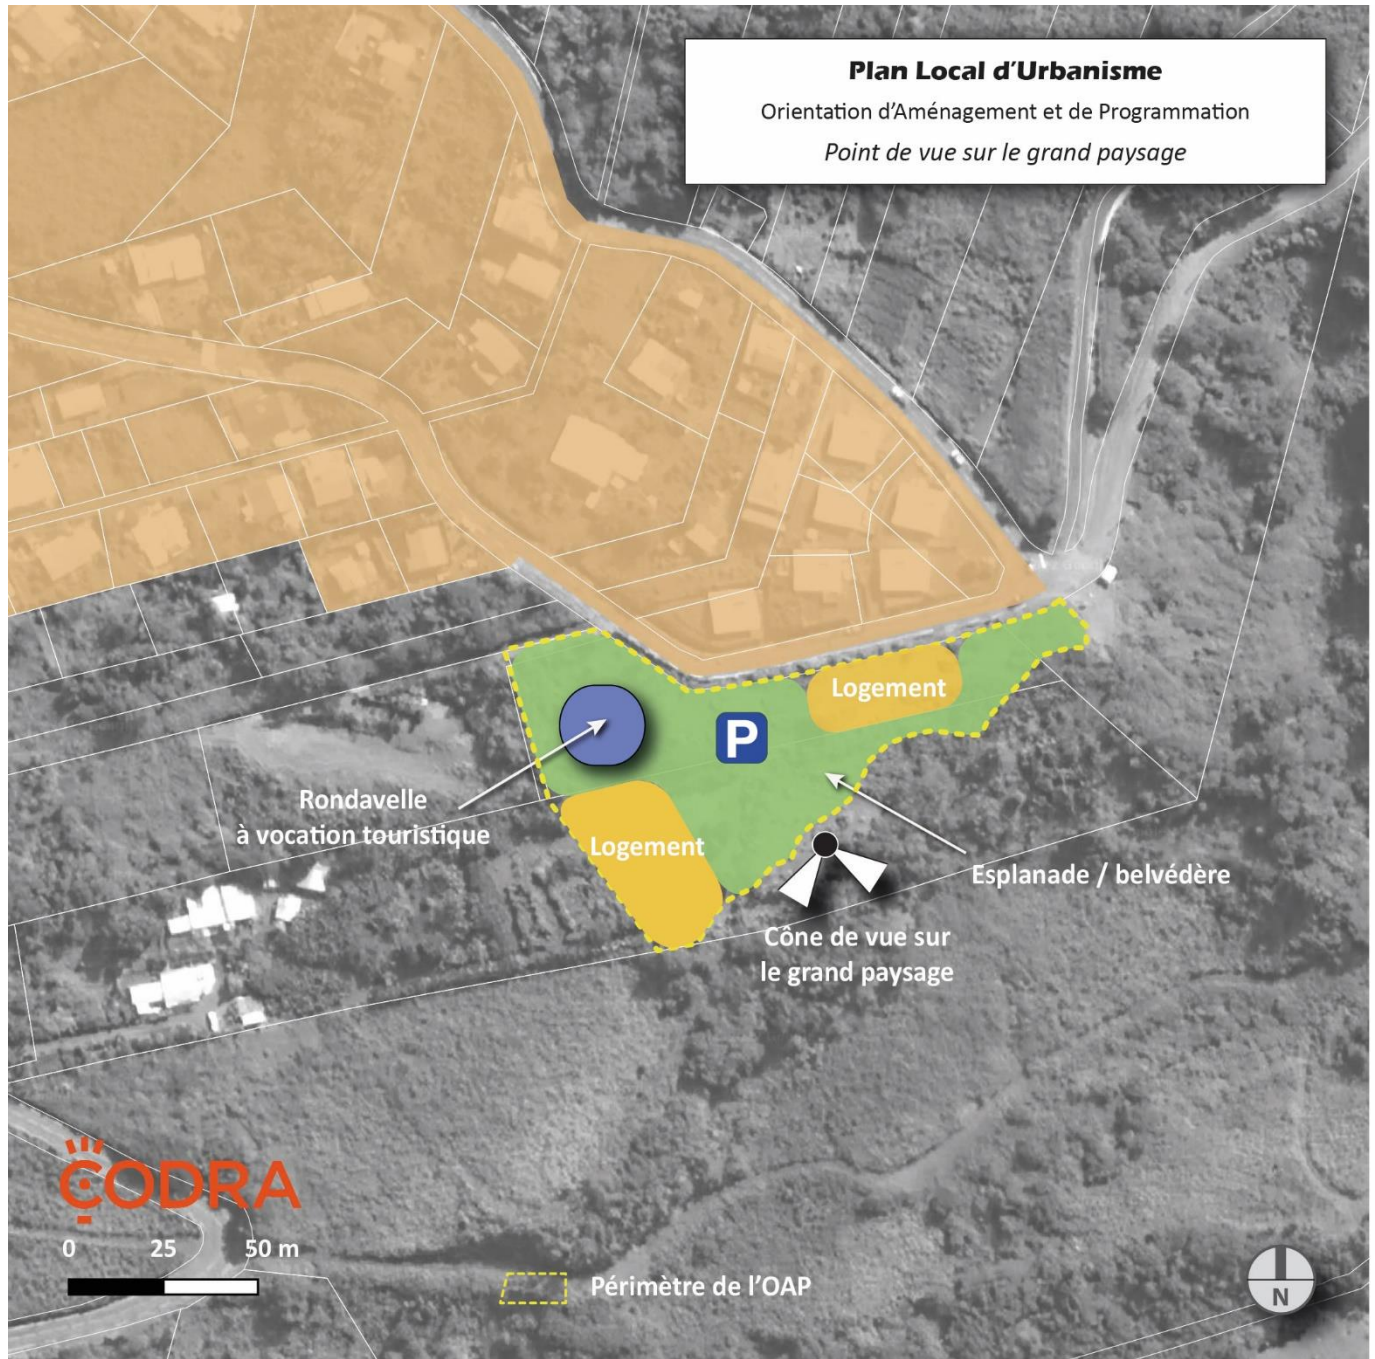 Plan Local d'Urbanisme
Orientation d'Aménagement et de Programmation
Point de vue sur le grand paysage
Logement
P
Rondavelle
à vocation touristique
Logement
Esplanade / belvédère
Cône de vue sur
le grand paysage
CODRA
0 25 50 m
Périmètre de l'OAP
N